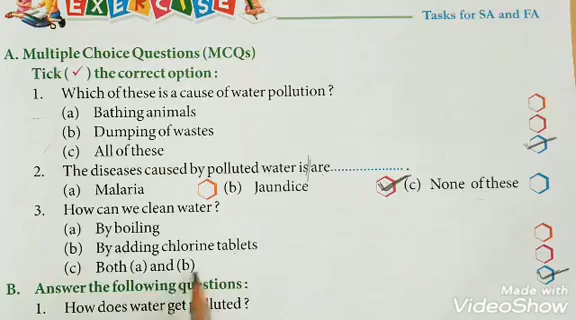 EXERCISE
Tasks for SA and FA
A. Multiple Choice Questions (MCQs)
Tick ( ✓ ) the correct option :
1. Which of these is a cause of water pollution ?
(a) Bathing animals
(b) Dumping of wastes
(c) All of these
2. The diseases caused by polluted water is/are..................... .
(a) Malaria (b) Jaundice (c) None of these
3. How can we clean water ?
(a) By boiling
(b) By adding chlorine tablets
(c) Both (a) and (b)
B. Answer the following questions :
1. How does water get polluted ?
Made with
VideoShow